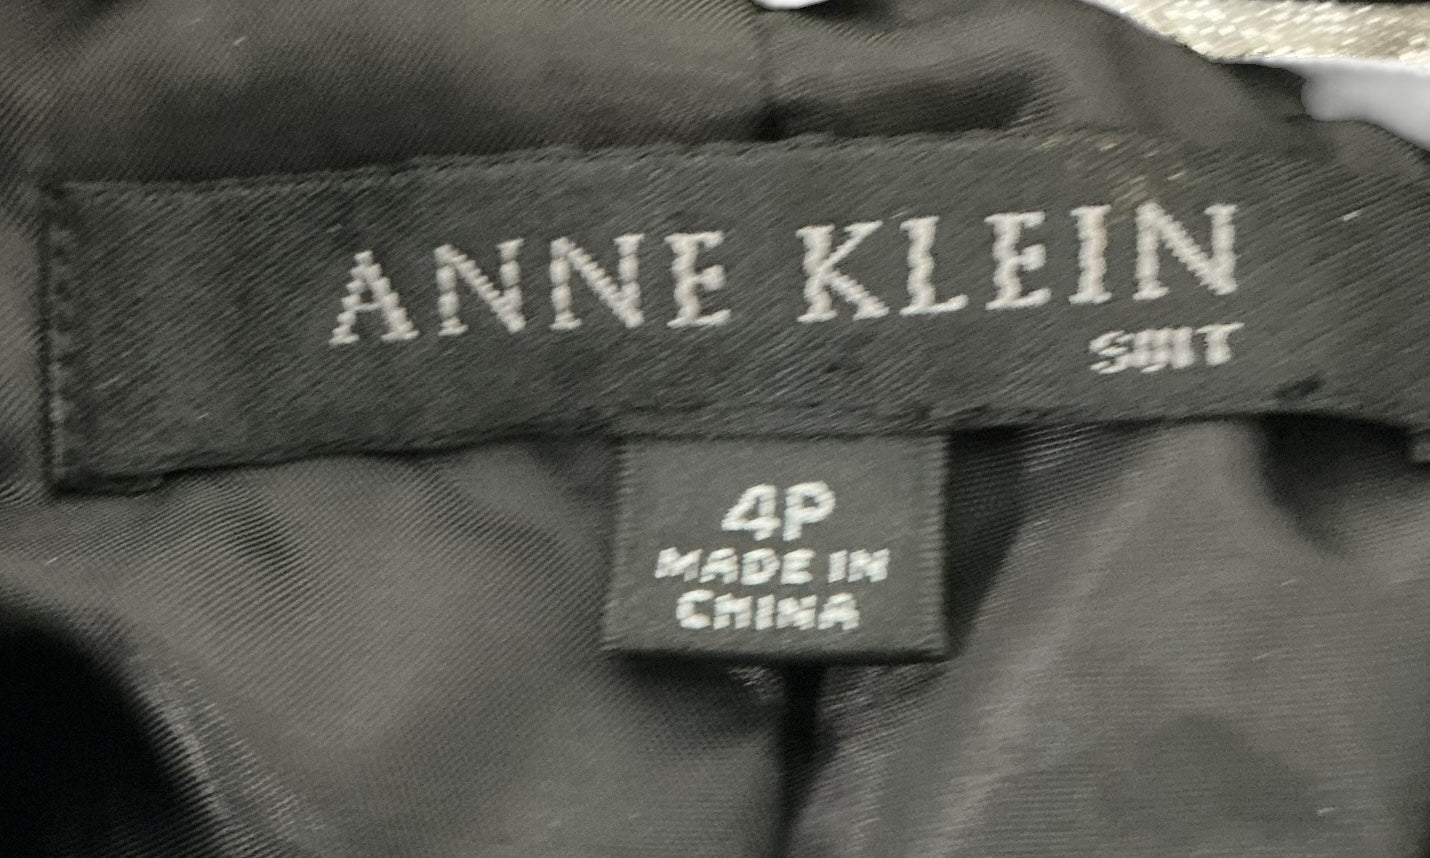 ANNE KLEIN
SUIT
4P
MADE IN
CHINA